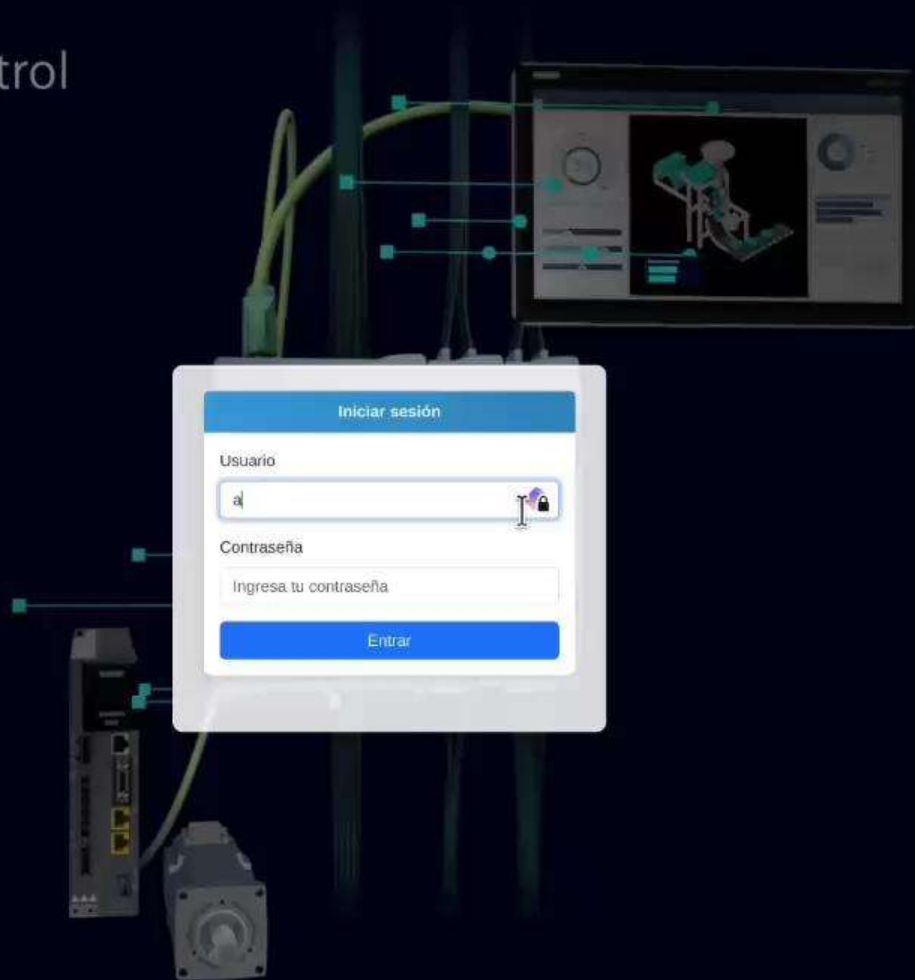 trol
Iniciar sesión
Usuario
a
Contraseña
Ingresa tu contraseña
Entrar